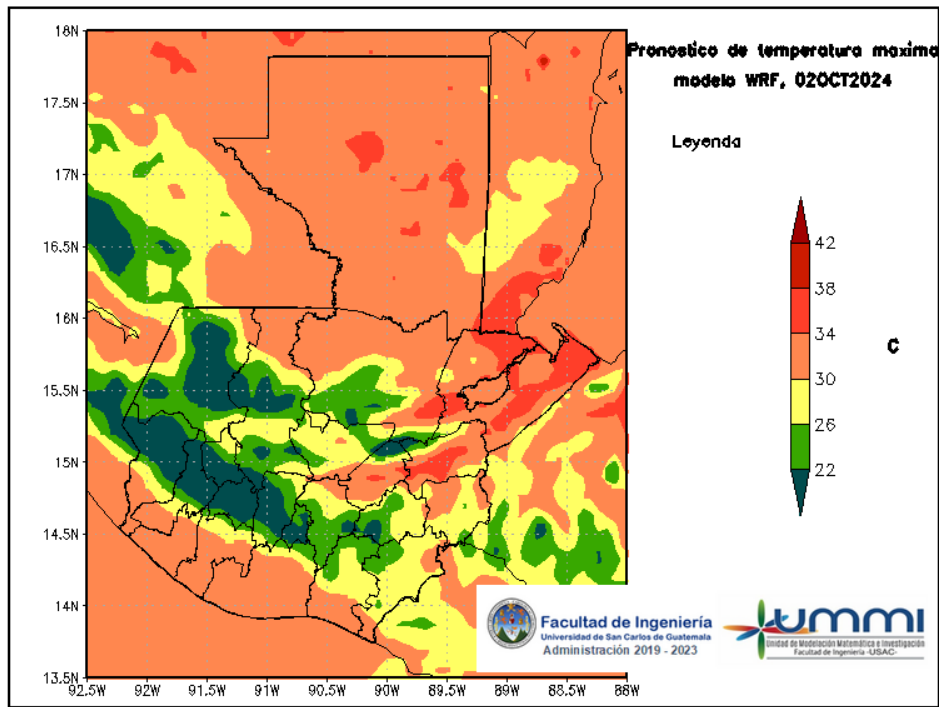 Pronostico de temperatura maxima
modelo WRF, 02OCT2024
Leyenda
42
38
34
30
26
22
C
18N
17.5N
17N
16.5N
16N
15.5N
15N
14.5N
14N
13.5N
92.5W
92W
91.5W
91W
90.5W
90W
89.5W
89W
88.5W
88W
Facultad de Ingeniería
Universidad de San Carlos de Guatemala
Administración 2019 - 2023
ummi
Unidad de Modelación Matemática e Investigación
Facultad de Ingeniería -USAC-